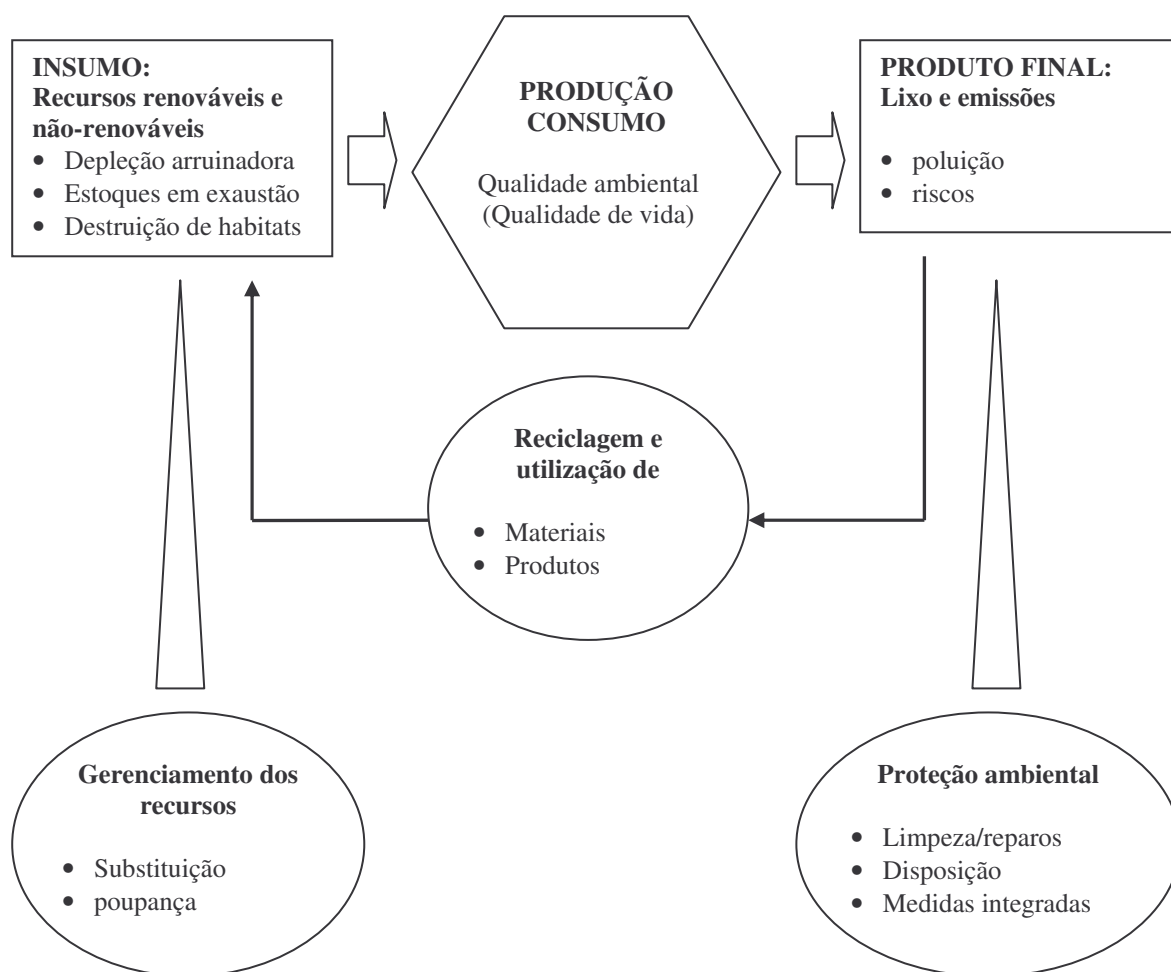 INSUMO:
Recursos renováveis e
não-renováveis
• Depleção arruinadora
• Estoques em exaustão
• Destruição de habitats
PRODUÇÃO
CONSUMO
Qualidade ambiental
(Qualidade de vida)
PRODUTO FINAL:
Lixo e emissões
• poluição
• riscos
Reciclagem e
utilização de
• Materiais
• Produtos
Gerenciamento dos
recursos
• Substituição
• poupança
Proteção ambiental
• Limpeza/reparos
• Disposição
• Medidas integradas